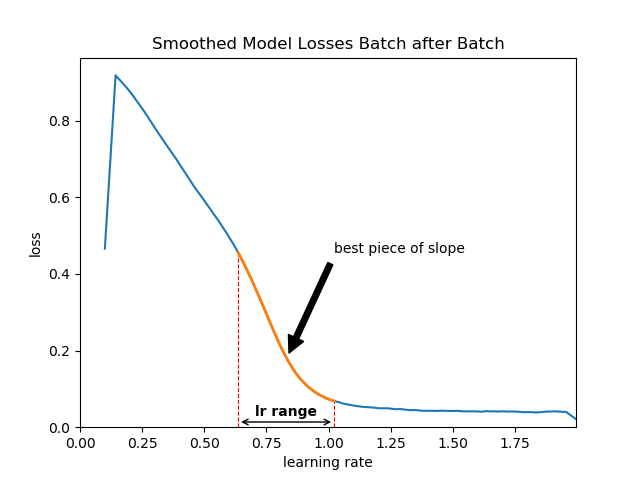 Smoothed Model Losses Batch after Batch
loss
0.8
0.6
0.4
0.2
0.0
best piece of slope
lr range
0.00 0.25 0.50 0.75 1.00 1.25 1.50 1.75
learning rate